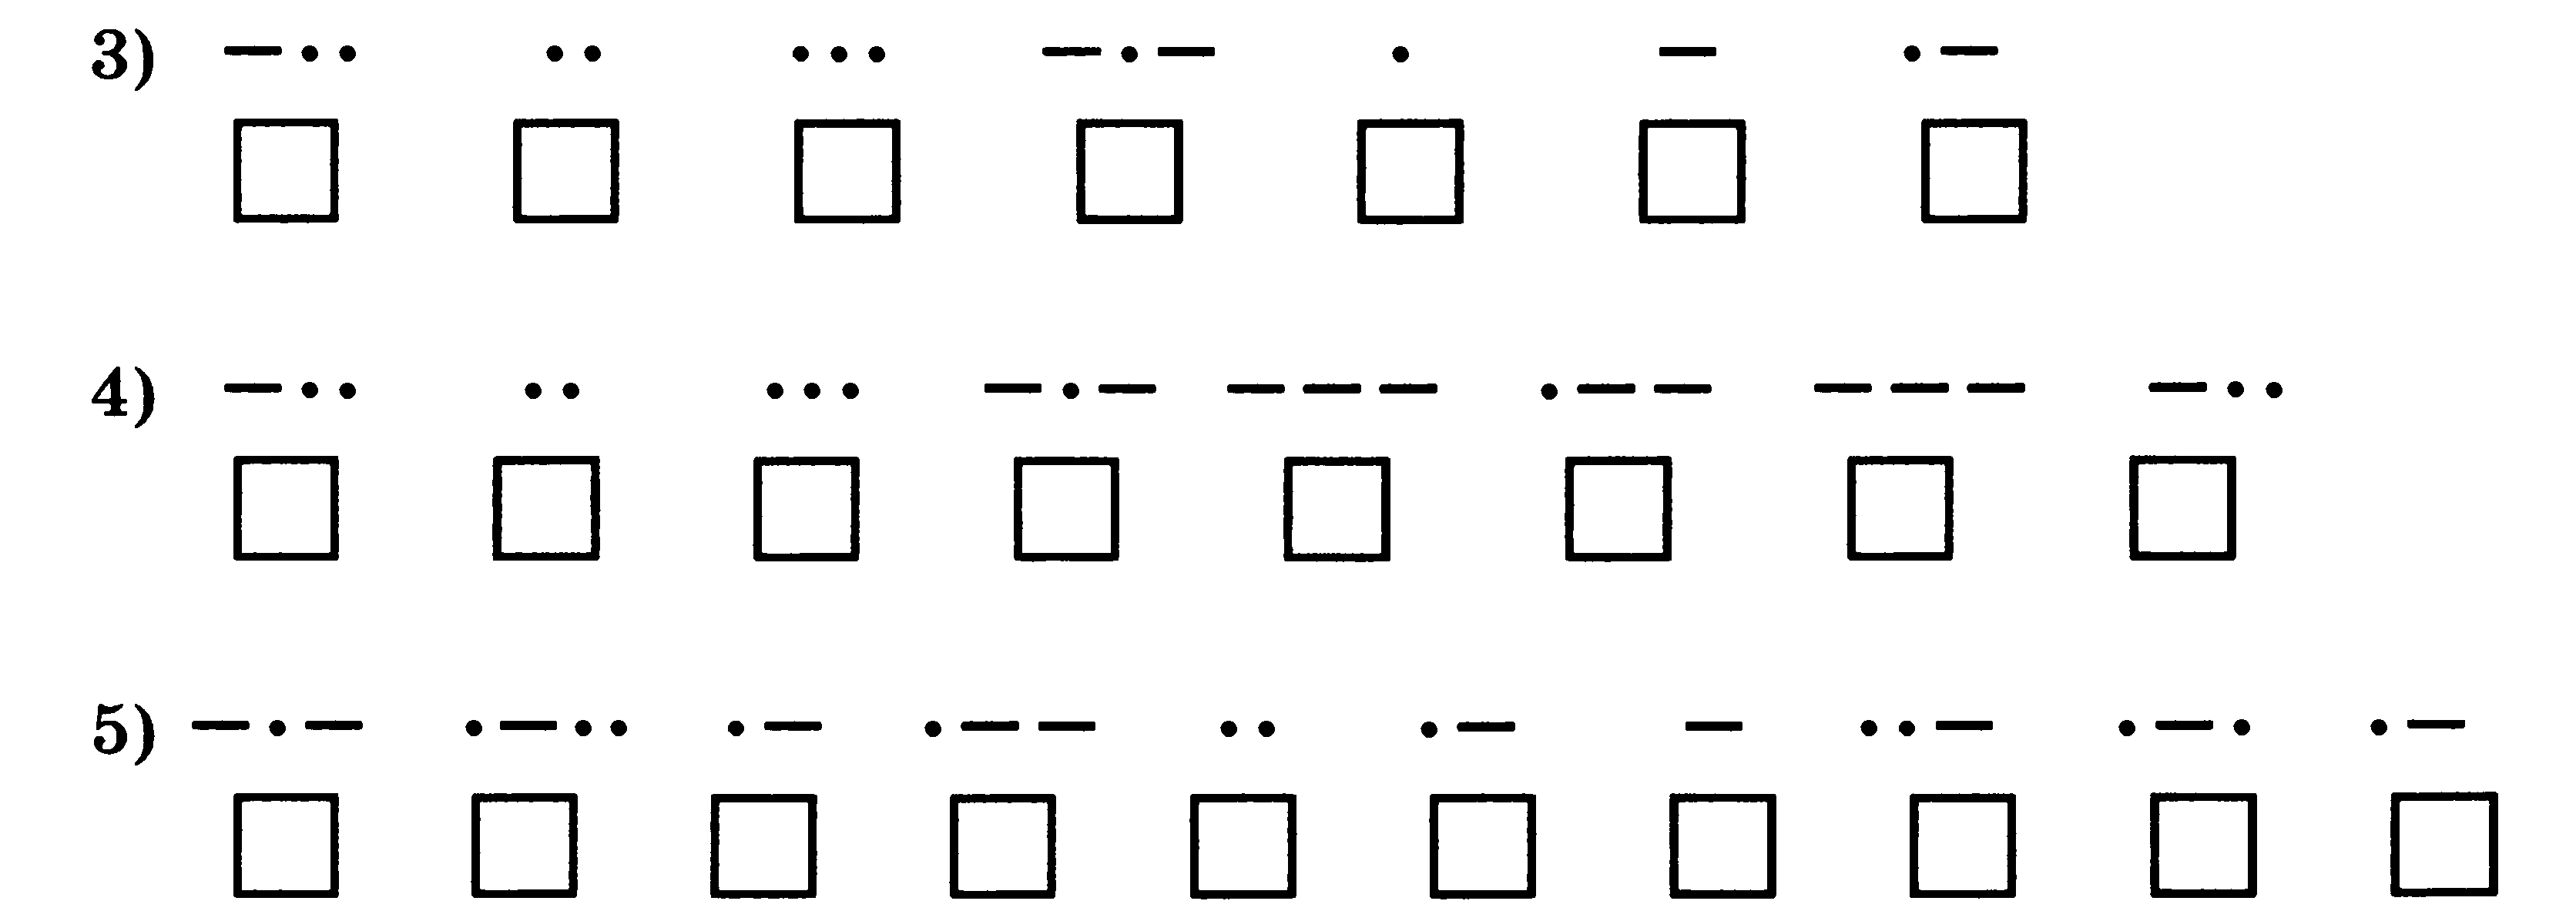 3) — • •   • •   • • •   — • —   •   —   • —
4) — • •   • •   • • •   — • —   — — —   • — —   — — —   — • •
5) — • —   • — • •   • —   • — —   • •   • —   —   • • —   • — •   • —